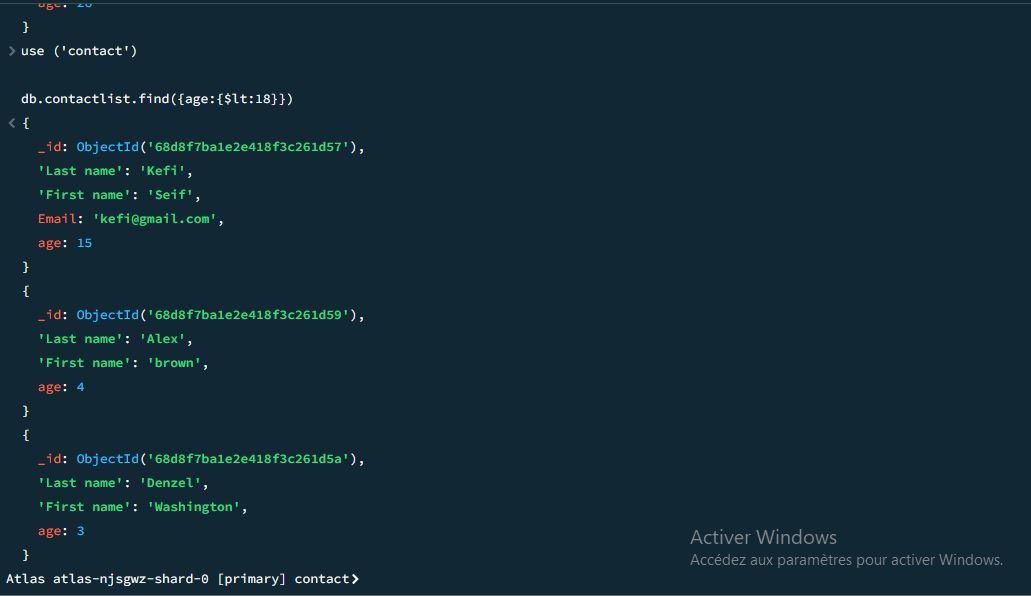 age: 26
}
> use ('contact')
db.contactlist.find({age:{$lt:18}})
< {
_id: ObjectId('68d8f7ba1e2e418f3c261d57'),
'Last name': 'Kefi',
'First name': 'Seif',
Email: 'kefi@gmail.com',
age: 15
}
{
_id: ObjectId('68d8f7ba1e2e418f3c261d59'),
'Last name': 'Alex',
'First name': 'brown',
age: 4
}
{
_id: ObjectId('68d8f7ba1e2e418f3c261d5a'),
'Last name': 'Denzel',
'First name': 'Washington',
age: 3
}
Atlas atlas-njsgwz-shard-0 [primary] contact>
Activer Windows
Accédez aux paramètres pour activer Windows.